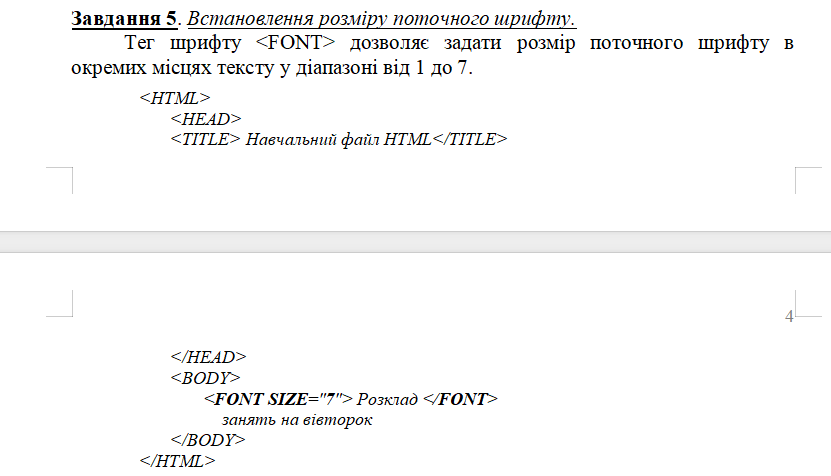 Завдання 5. Встановлення розміру поточного шрифту.
Тег шрифту <FONT> дозволяє задати розмір поточного шрифту в
окремих місцях тексту у діапазоні від 1 до 7.
<HTML>
<HEAD>
<TITLE> Навчальний файл HTML</TITLE>
4
</HEAD>
<BODY>
<FONT SIZE="7"> Розклад </FONT>
занять на вівторок
</BODY>
</HTML>